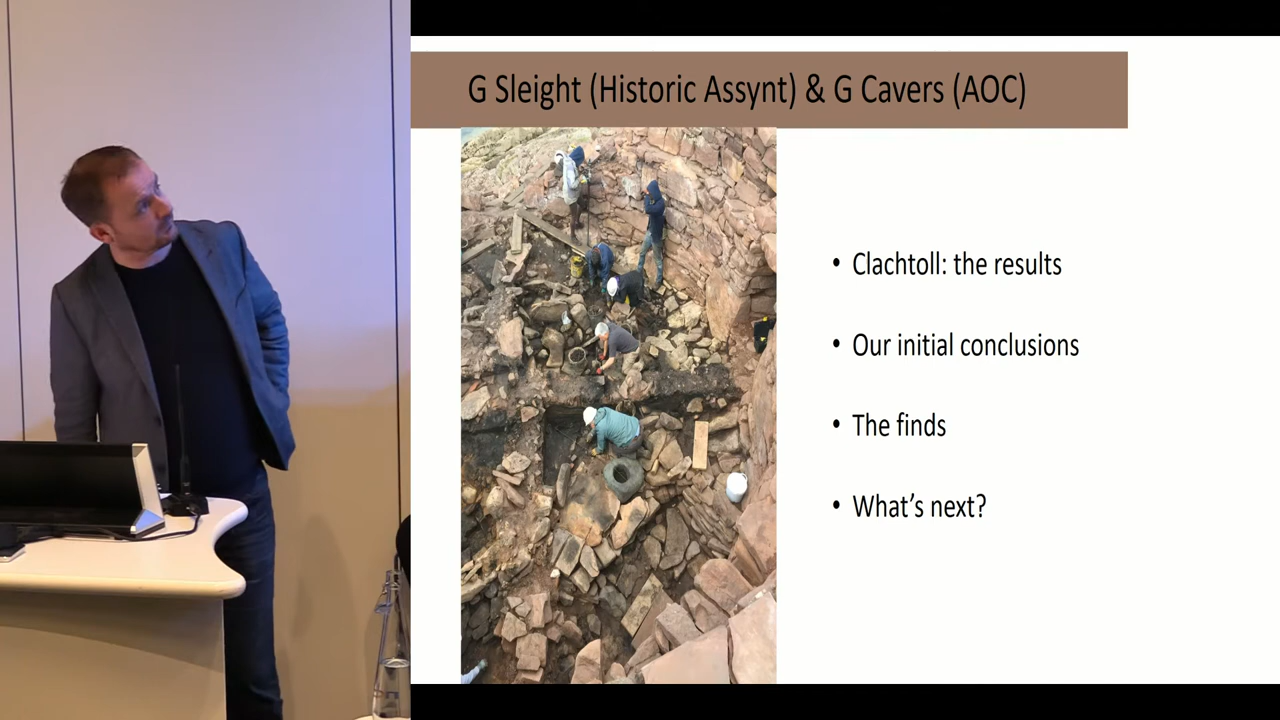 G Sleight (Historic Assynt) & G Cavers (AOC)
• Clachtoll: the results
• Our initial conclusions
• The finds
• What's next?